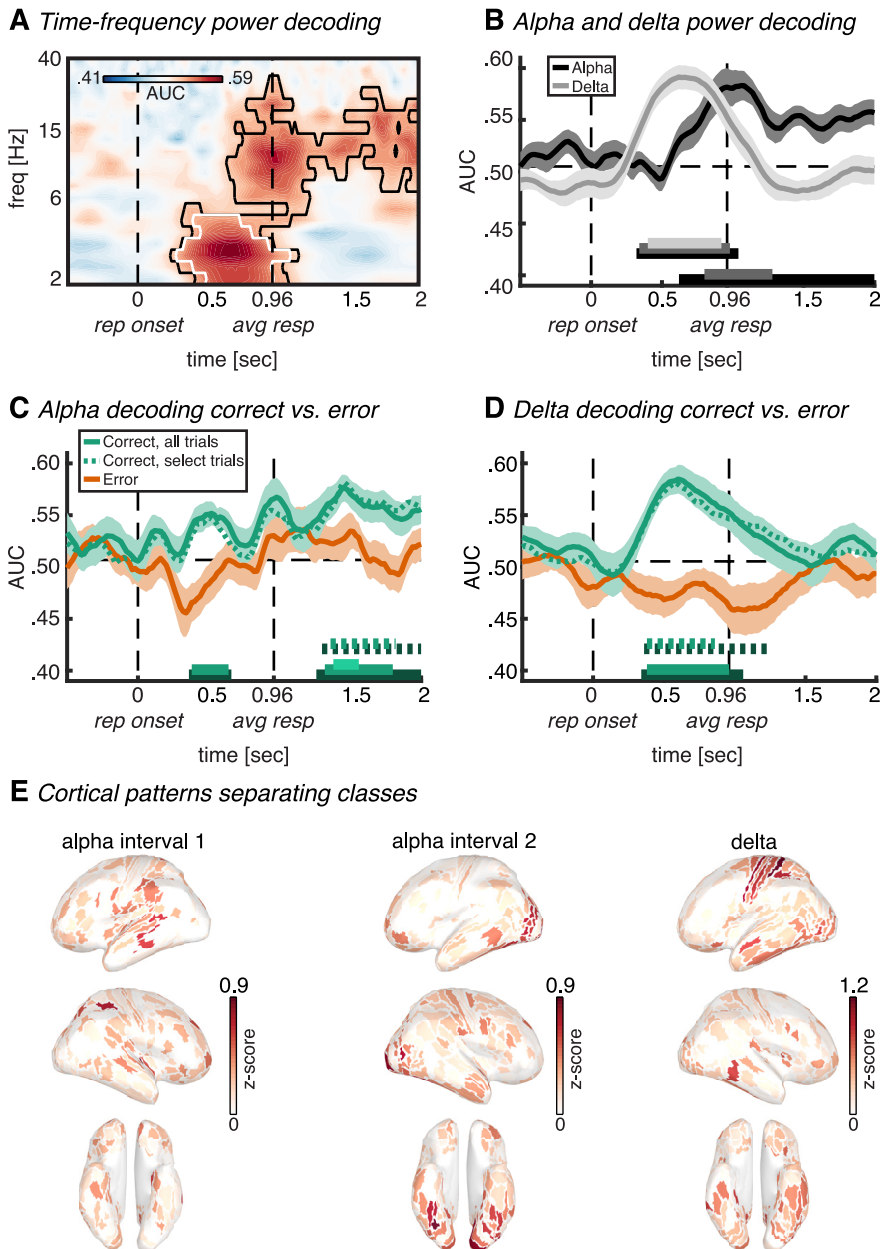 A Time-frequency power decoding
40
15
6
2
freq [Hz]
.41
.59
AUC
0
0.5
0.96
1.5
2
rep onset
avg resp
time [sec]
B Alpha and delta power decoding
.60
.55
.50
.45
.40
AUC
Alpha
Delta
0
0.5
0.96
1.5
2
rep onset
avg resp
time [sec]
C Alpha decoding correct vs. error
Correct, all trials
Correct, select trials
Error
.60
.55
.50
.45
.40
AUC
0
0.5
0.96
1.5
2
rep onset
avg resp
time [sec]
D Delta decoding correct vs. error
.60
.55
.50
.45
.40
AUC
0
0.5
0.96
1.5
2
rep onset
avg resp
time [sec]
E Cortical patterns separating classes
alpha interval 1
0.9
z-score
0
alpha interval 2
0.9
z-score
0
delta
1.2
z-score
0